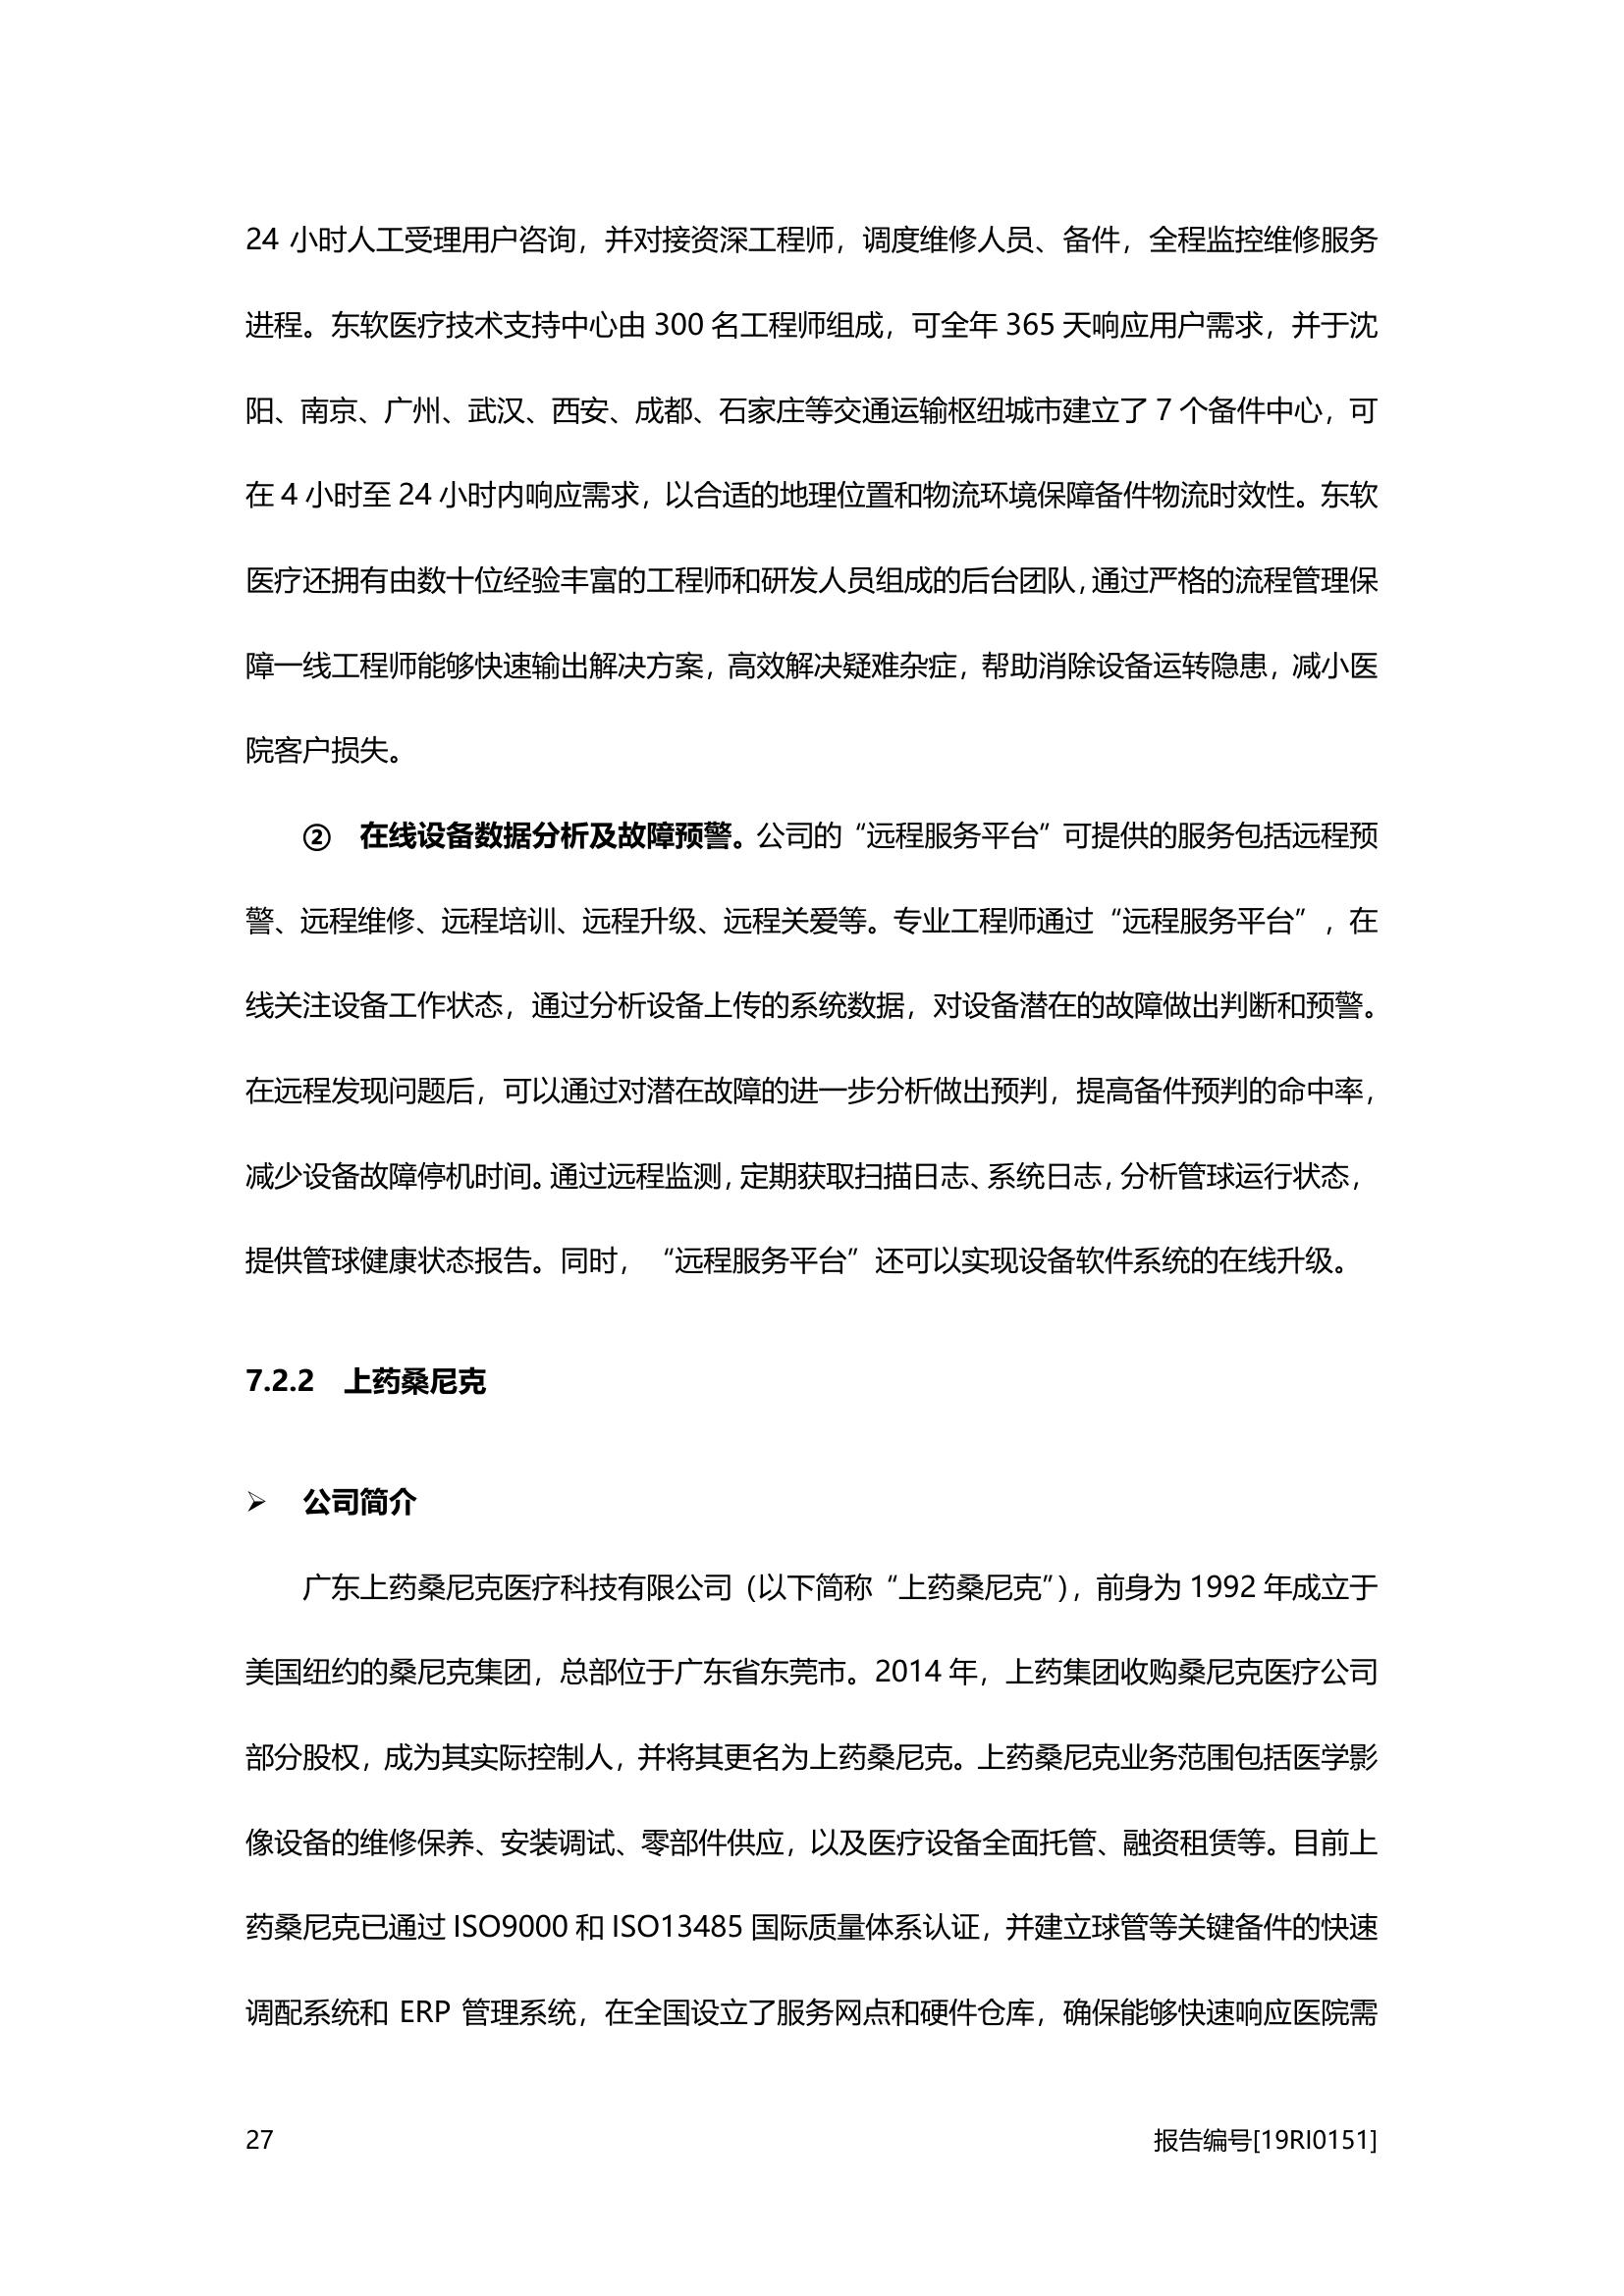 24 小时人工受理用户咨询，并对接资深工程师，调度维修人员、备件，全程监控维修服务
进程。东软医疗技术支持中心由 300 名工程师组成，可全年 365 天响应用户需求，并于沈
阳、南京、广州、武汉、西安、成都、石家庄等交通运输枢纽城市建立了 7 个备件中心，可
在 4 小时至 24 小时内响应需求，以合适的地理位置和物流环境保障备件物流时效性。东软
医疗还拥有由数十位经验丰富的工程师和研发人员组成的后台团队，通过严格的流程管理保
障一线工程师能够快速输出解决方案，高效解决疑难杂症，帮助消除设备运转隐患，减小医
院客户损失。
② 在线设备数据分析及故障预警。公司的“远程服务平台”可提供的服务包括远程预
警、远程维修、远程培训、远程升级、远程关爱等。专业工程师通过“远程服务平台”，在
线关注设备工作状态，通过分析设备上传的系统数据，对设备潜在的故障做出判断和预警。
在远程发现问题后，可以通过对潜在故障的进一步分析做出预判，提高备件预判的命中率，
减少设备故障停机时间。通过远程监测，定期获取扫描日志、系统日志，分析管球运行状态，
提供管球健康状态报告。同时，“远程服务平台”还可以实现设备软件系统的在线升级。
7.2.2 上药桑尼克
➢ 公司简介
广东上药桑尼克医疗科技有限公司（以下简称“上药桑尼克”），前身为 1992 年成立于
美国纽约的桑尼克集团，总部位于广东省东莞市。2014 年，上药集团收购桑尼克医疗公司
部分股权，成为其实际控制人，并将其更名为上药桑尼克。上药桑尼克业务范围包括医学影
像设备的维修保养、安装调试、零部件供应，以及医疗设备全面托管、融资租赁等。目前上
药桑尼克已通过 ISO9000 和 ISO13485 国际质量体系认证，并建立球管等关键备件的快速
调配系统和 ERP 管理系统，在全国设立了服务网点和硬件仓库，确保能够快速响应医院需
27 报告编号[19RI0151]